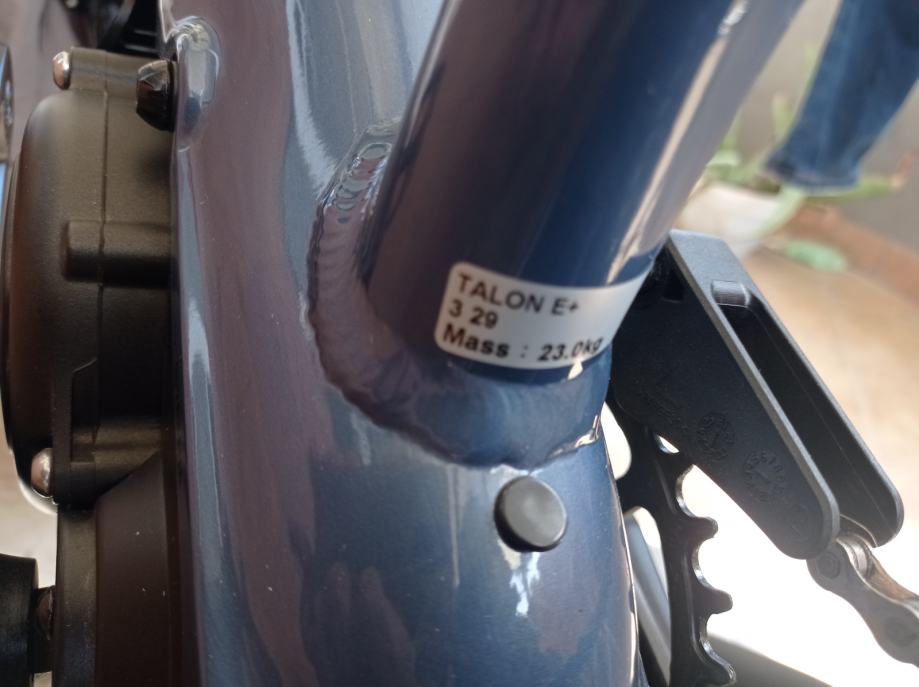 TALON E+
3 29
Mass : 23.0kg